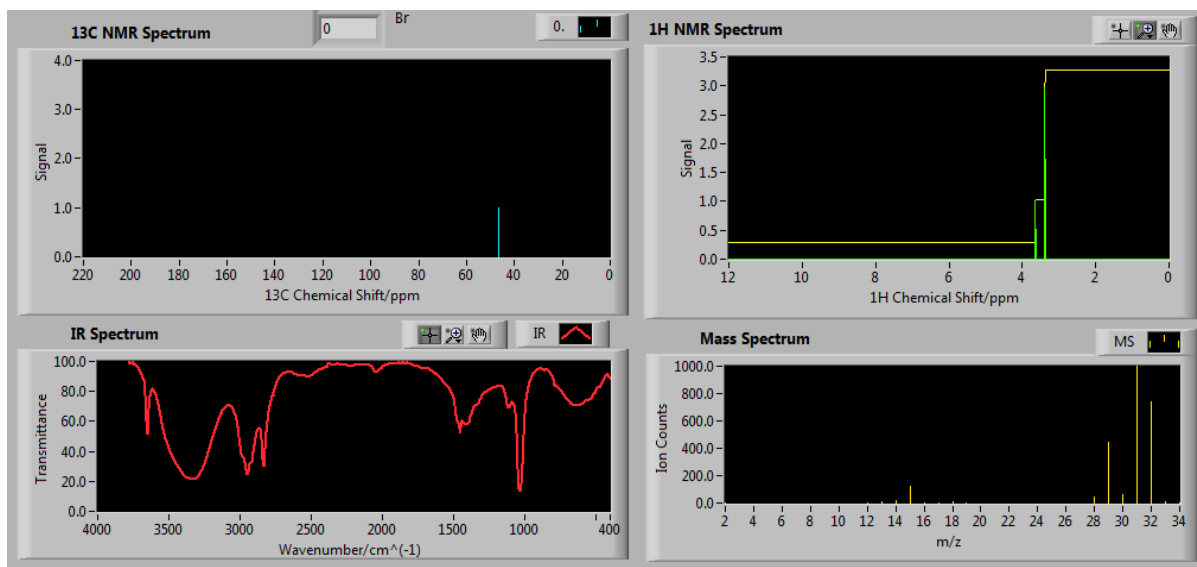 13C NMR Spectrum
0
Br
0.
4.0
3.0
2.0
1.0
0.0
Signal
220 200 180 160 140 120 100 80 60 40 20 0
13C Chemical Shift/ppm
1H NMR Spectrum
3.5
3.0
2.5
2.0
1.5
1.0
0.5
0.0
Signal
12 10 8 6 4 2 0
1H Chemical Shift/ppm
IR Spectrum
IR
100.0
80.0
60.0
40.0
20.0
0.0
Transmittance
4000 3500 3000 2500 2000 1500 1000 400
Wavenumber/cm^(-1)
Mass Spectrum
MS
1000.0
800.0
600.0
400.0
200.0
0.0
Ion Counts
2 4 6 8 10 12 14 16 18 20 22 24 26 28 30 32 34
m/z